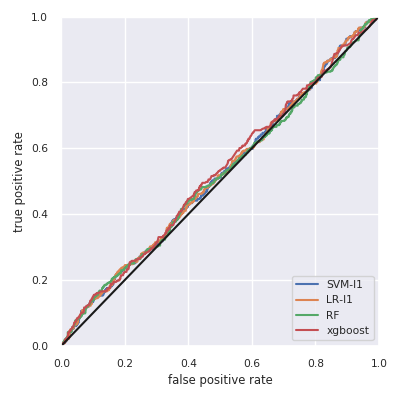 1.0
0.8
0.6
0.4
0.2
0.0
true positive rate
0.0 0.2 0.4 0.6 0.8 1.0
false positive rate
SVM-l1
LR-l1
RF
xgboost